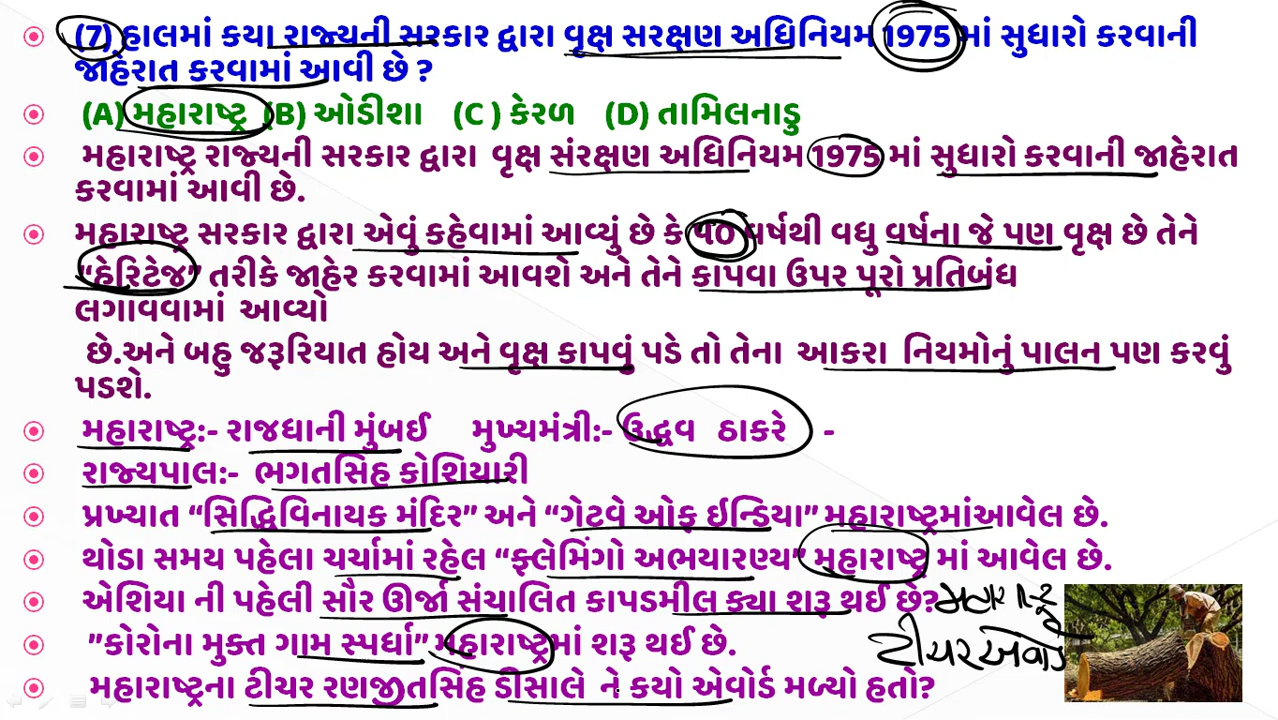 (7) હાલમાં કયા રાજ્યની સરકાર દ્વારા વૃક્ષ સરક્ષણ અધિનિયમ 1975 માં સુધારો કરવાની
જાહેરાત કરવામાં આવી છે ?
(A) મહારાષ્ટ્ર (B) ઓડીશા (C ) કેરળ (D) તામિલનાડુ
મહારાષ્ટ્ર રાજ્યની સરકાર દ્વારા વૃક્ષ સંરક્ષણ અધિનિયમ 1975 માં સુધારો કરવાની જાહેરાત
કરવામાં આવી છે.
મહારાષ્ટ્ર સરકાર દ્વારા એવું કહેવામાં આવ્યું છે કે ૫૦ વર્ષથી વધુ વર્ષના જે પણ વૃક્ષ છે તેને
“હેરિટેજ” તરીકે જાહેર કરવામાં આવશે અને તેને કાપવા ઉપર પૂરો પ્રતિબંધ
લગાવવામાં આવ્યો
છે.અને બહુ જરૂરિયાત હોય અને વૃક્ષ કાપવું પડે તો તેના આકરા નિયમોનું પાલન પણ કરવું
પડશે.
મહારાષ્ટ્ર:- રાજધાની મુંબઈ મુખ્યમંત્રી:- ઉદ્ધવ ઠાકરે -
રાજ્યપાલ:- ભગતસિંહ કોશિયારી
પ્રખ્યાત “સિદ્ધિવિનાયક મંદિર” અને “ગેટવે ઓફ ઇન્ડિયા” મહારાષ્ટ્રમાંઆવેલ છે.
થોડા સમય પહેલા ચર્ચામાં રહેલ “ફ્લેમિંગો અભયારણ્ય” મહારાષ્ટ્ર માં આવેલ છે.
એશિયા ની પહેલી સૌર ઊર્જા સંચાલિત કાપડમીલ ક્યા શરૂ થઈ છે?
”કોરોના મુક્ત ગામ સ્પર્ધા” મહારાષ્ટ્રમાં શરૂ થઈ છે.
ટીચર એવોર્ડ
મહારાષ્ટ્રના ટીચર રણજીતસિંહ ડીસાલે ને કયો એવોર્ડ મળ્યો હતો?